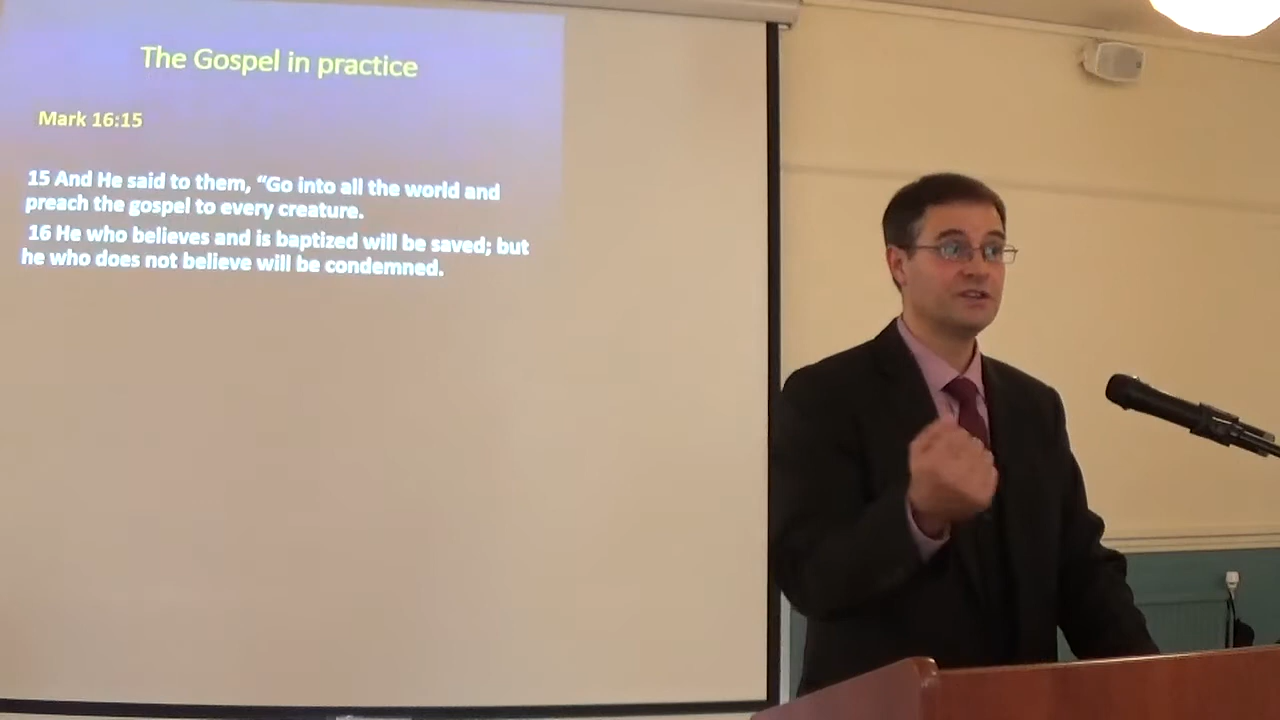 The Gospel in practice
Mark 16:15
15 And He said to them, “Go into all the world and
preach the gospel to every creature.
16 He who believes and is baptized will be saved; but
he who does not believe will be condemned.